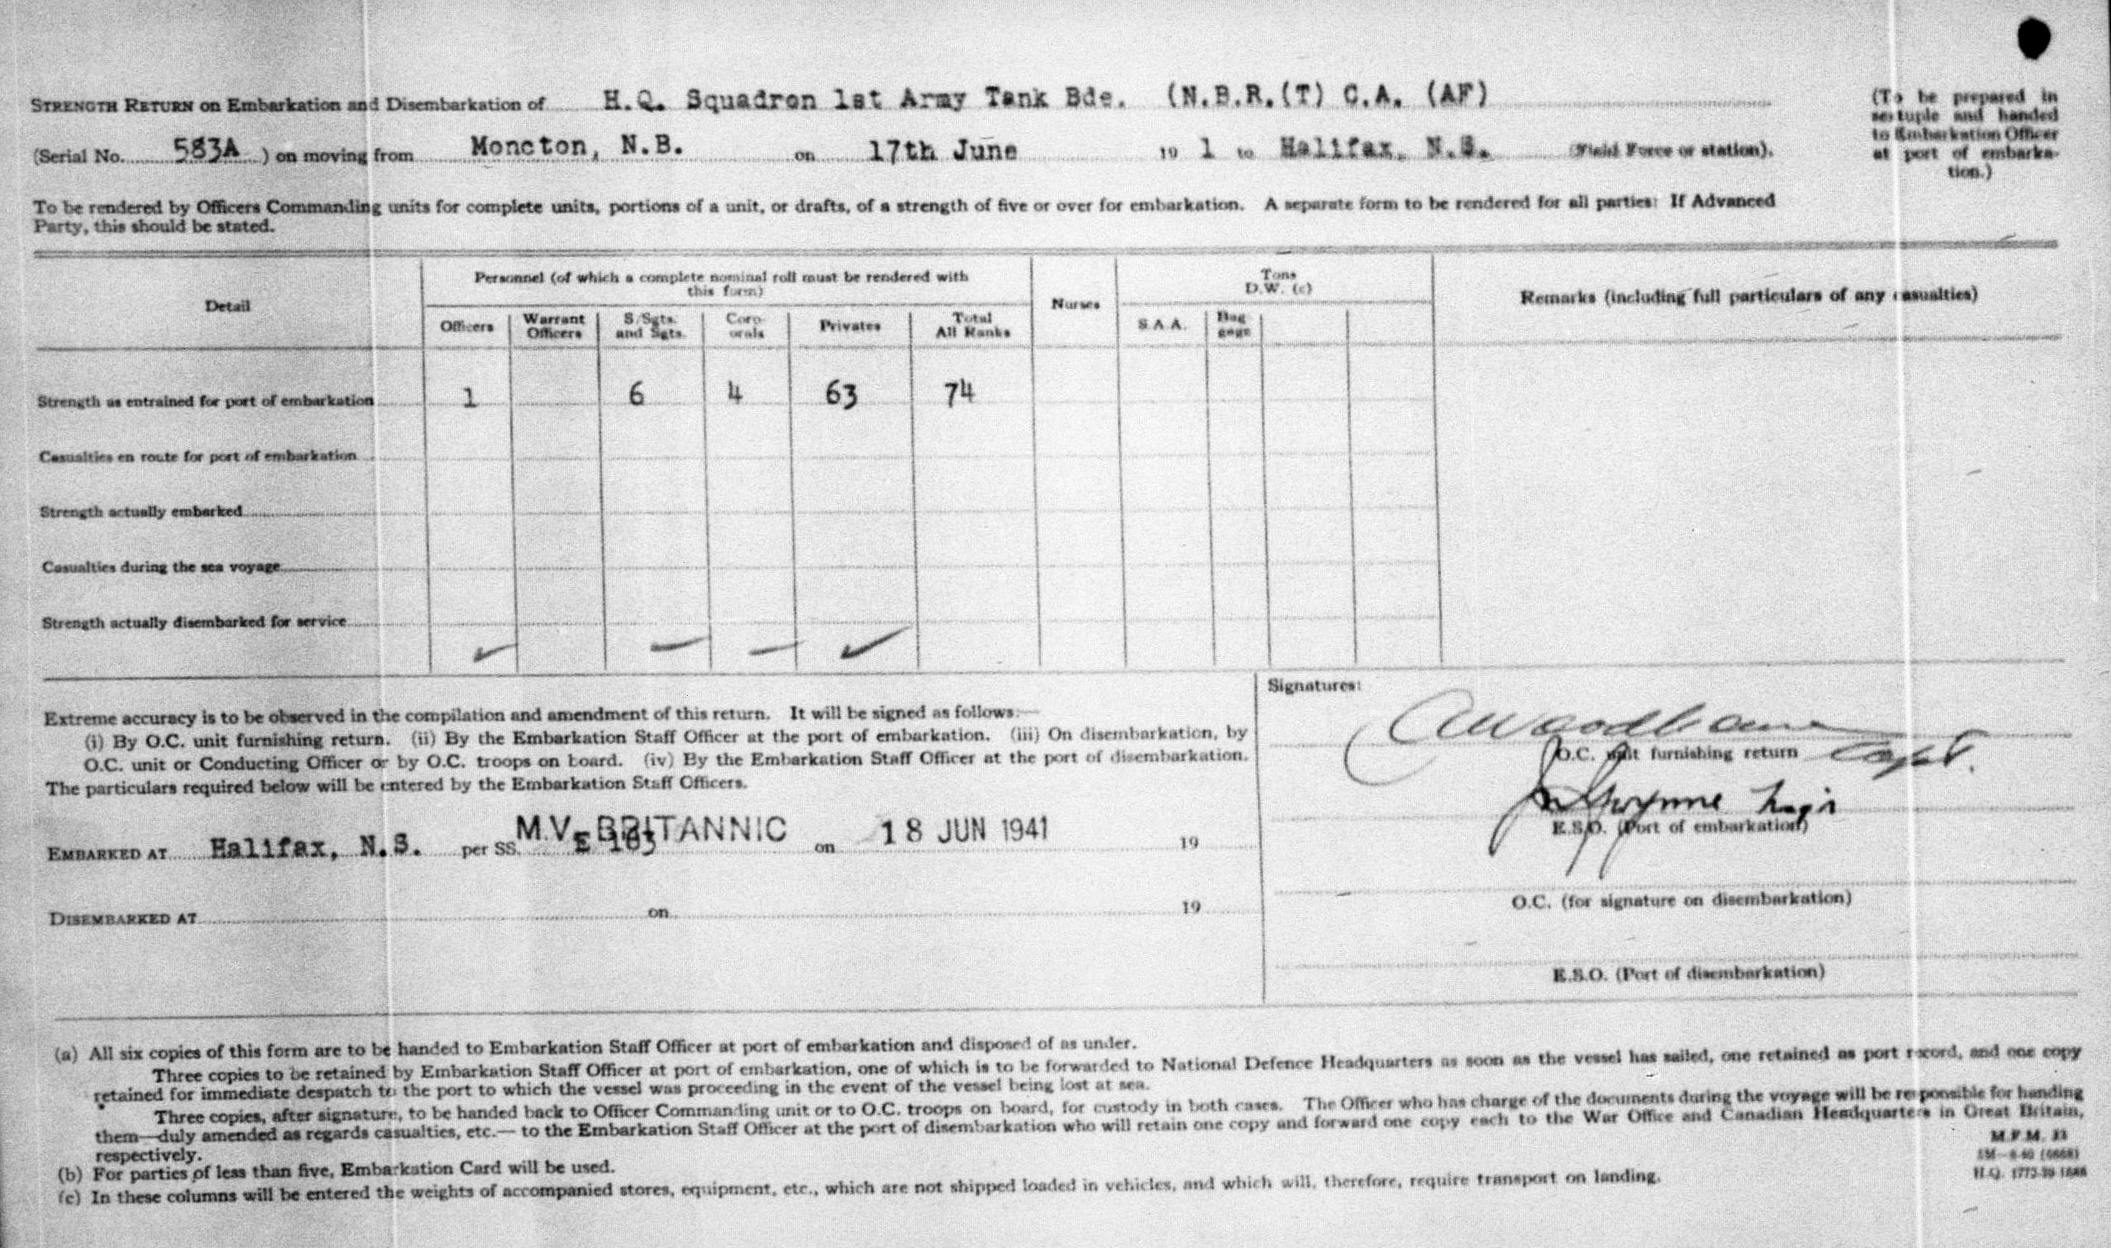 STRENGTH RETURN on Embarkation and Disembarkation of H.Q. Squadron 1st Army Tank Bde. (N.B.R.(T) C.A. (AF)
(Serial No. 583A ) on moving from Moncton, N.B. on 17th June 19 1 to Halifax, N.S. (Field Force or station).
(To be prepared in
sextuple and handed
to Embarkation Officer
at port of embarka-
tion.)
To be rendered by Officers Commanding units for complete units, portions of a unit, or drafts, of a strength of five or over for embarkation. A separate form to be rendered for all parties: If Advanced
Party, this should be stated.
Detail
Personnel (of which a complete nominal roll must be rendered with
this form)
Nurses
Tons
D.W. (c)
Remarks (including full particulars of any casualties)
Officers
Warrant
Officers
S/Sgts.
and Sgts.
Corp-
orals
Privates
Total
All Ranks
S.A.A.
Bag
gage
Strength as entrained for port of embarkation 1 6 4 63 74
Casualties en route for port of embarkation
Strength actually embarked
Casualties during the sea voyage
Strength actually disembarked for service
Extreme accuracy is to be observed in the compilation and amendment of this return. It will be signed as follows:—
(i) By O.C. unit furnishing return. (ii) By the Embarkation Staff Officer at the port of embarkation. (iii) On disembarkation, by
O.C. unit or Conducting Officer or by O.C. troops on board. (iv) By the Embarkation Staff Officer at the port of disembarkation.
The particulars required below will be entered by the Embarkation Staff Officers.
EMBARKED AT Halifax, N.S. per SS. M.V. BRITANNIC E 163 on 18 JUN 1941 19
DISEMBARKED AT on 19
Signatures:
Capt.
O.C. unit furnishing return
E.S.O. (Port of embarkation)
O.C. (for signature on disembarkation)
E.S.O. (Port of disembarkation)
(a) All six copies of this form are to be handed to Embarkation Staff Officer at port of embarkation and disposed of as under.
Three copies to be retained by Embarkation Staff Officer at port of embarkation, one of which is to be forwarded to National Defence Headquarters as soon as the vessel has sailed, one retained as port record, and one copy
retained for immediate despatch to the port to which the vessel was proceeding in the event of the vessel being lost at sea.
Three copies, after signature, to be handed back to Officer Commanding unit or to O.C. troops on board, for custody in both cases. The Officer who has charge of the documents during the voyage will be responsible for handing
them—duly amended as regards casualties, etc.—to the Embarkation Staff Officer at the port of disembarkation who will retain one copy and forward one copy each to the War Office and Canadian Headquarters in Great Britain,
respectively.
(b) For parties of less than five, Embarkation Card will be used.
(c) In these columns will be entered the weights of accompanied stores, equipment, etc., which are not shipped loaded in vehicles, and which will, therefore, require transport on landing.
H.Q. 1772-39-1646